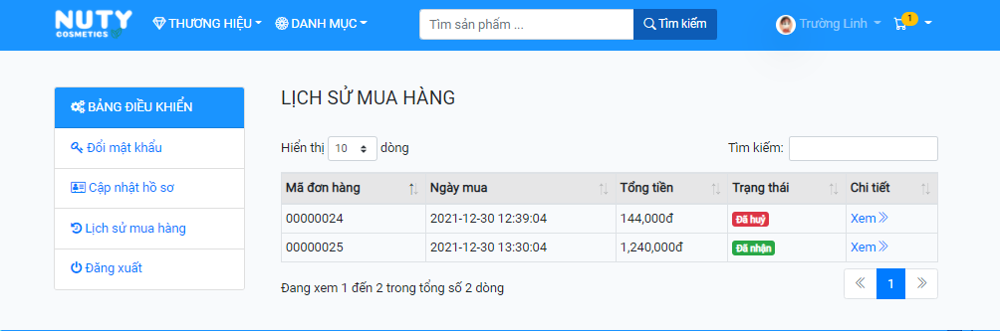 NUTY
COSMETICS
THƯƠNG HIỆU
DANH MỤC
Tìm sản phẩm ...
Tìm kiếm
Trường Linh
1
BẢNG ĐIỀU KHIỂN
Đổi mật khẩu
Cập nhật hồ sơ
Lịch sử mua hàng
Đăng xuất
LỊCH SỬ MUA HÀNG
Hiển thị 10 dòng
Tìm kiếm:
Mã đơn hàng Ngày mua Tổng tiền Trạng thái Chi tiết
00000024 2021-12-30 12:39:04 144,000đ Đã huỷ Xem
00000025 2021-12-30 13:30:04 1,240,000đ Đã nhận Xem
Đang xem 1 đến 2 trong tổng số 2 dòng
« 1 »